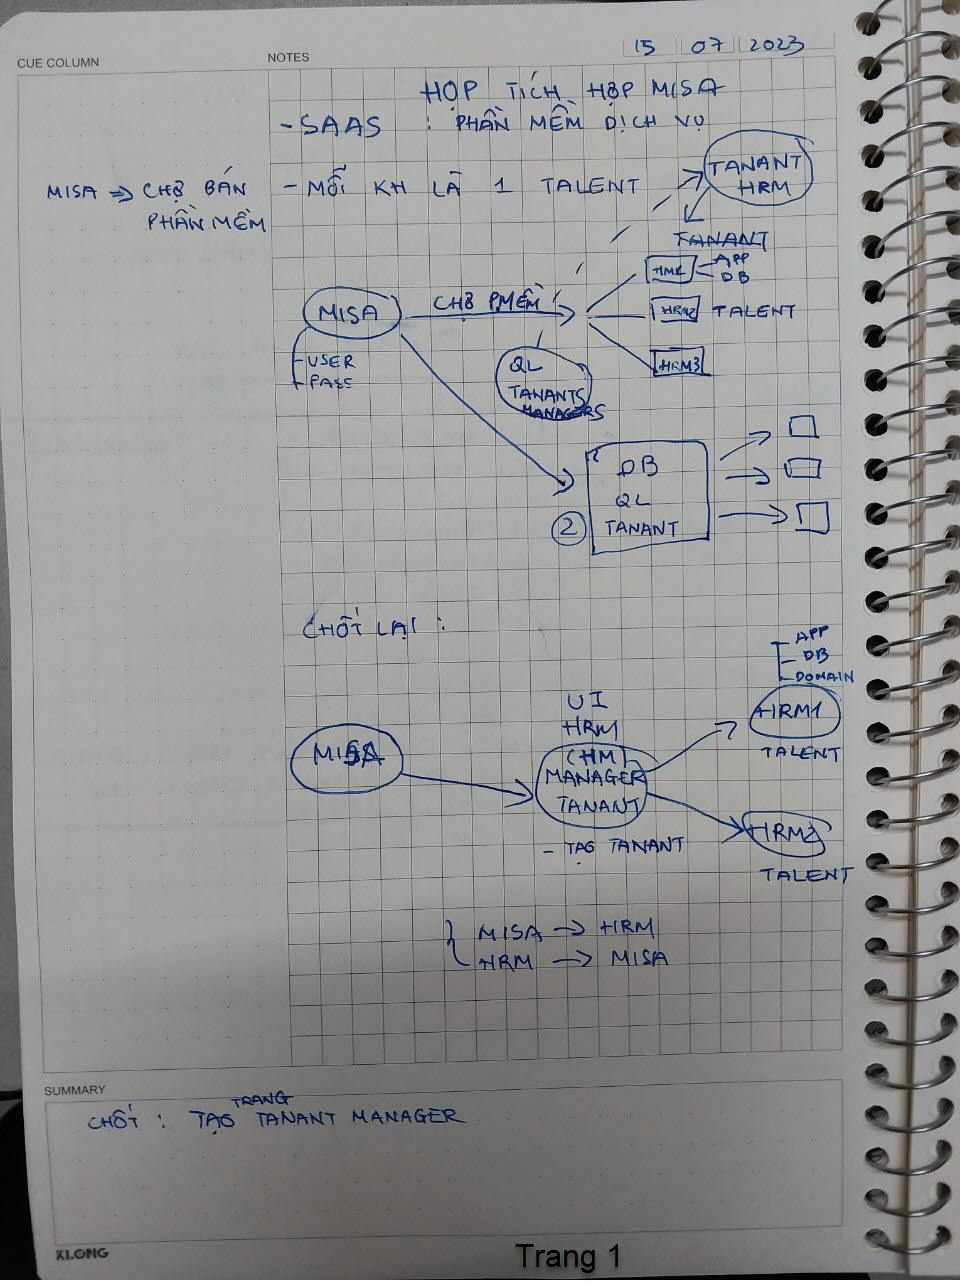 CUE COLUMN
NOTES
15 07 2023
HỌP TÍCH HỢP MISA
- SAAS : PHẦN MỀM DỊCH VỤ
MISA => CHỢ BÁN
PHẦN MỀM
- MỖI KH LÀ 1 TALENT
TANANT
HRM
TANANT
HM1
APP
DB
MISA
CHỢ P.MỀM
HRM2 TALENT
USER
PASS
HRM3
QL
TANANTS
MANAGERS
DB
QL
TANANT
2
CHỐT LẠI :
APP
DB
DOMAIN
UI
HRM
HRM1
TALENT
MISA
(HM
MANAGER
TANANT
HRM2
TALENT
- TẠO TANANT
MISA -> HRM
HRM -> MISA
SUMMARY
TRANG
CHỐT : TẠO TANANT MANAGER
KLONG
Trang 1